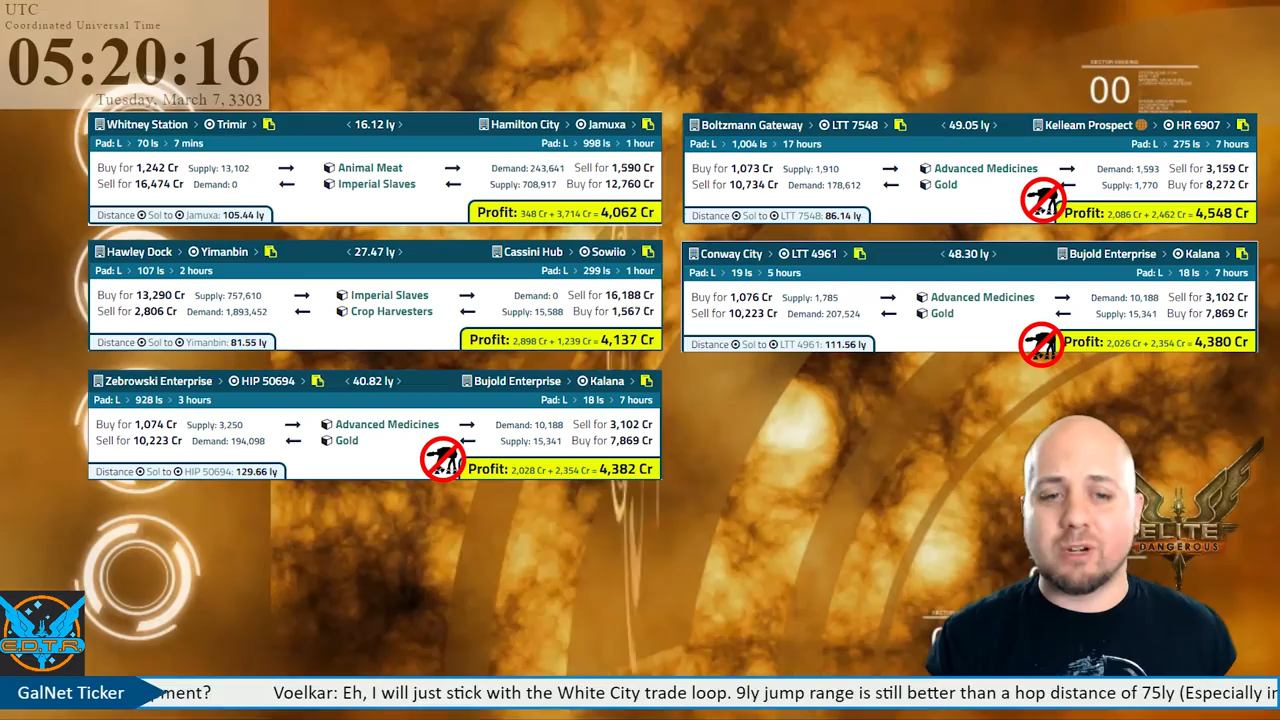 UTC
Coordinated Universal Time
05:20:16
Tuesday, March 7, 3303
00
Whitney Station > Trimir > < 16.12 ly > Hamilton City > Jamuxa >
Pad: L > 70 ls > 7 mins Pad: L > 998 ls > 1 hour
Buy for 1,242 Cr Supply: 13,102 Animal Meat Demand: 243,641 Sell for 1,590 Cr
Sell for 16,474 Cr Demand: 0 Imperial Slaves Supply: 708,917 Buy for 12,760 Cr
Distance Sol to Jamuxa: 105.44 ly Profit: 348 Cr + 3,714 Cr = 4,062 Cr
Boltzmann Gateway > LTT 7548 > < 49.05 ly > Kelleam Prospect > HR 6907 >
Pad: L > 1,004 ls > 17 hours Pad: L > 275 ls > 7 hours
Buy for 1,073 Cr Supply: 1,910 Advanced Medicines Demand: 1,593 Sell for 3,159 Cr
Sell for 10,734 Cr Demand: 178,612 Gold Supply: 1,770 Buy for 8,272 Cr
Distance Sol to LTT 7548: 86.14 ly Profit: 2,086 Cr + 2,462 Cr = 4,548 Cr
Hawley Dock > Yimanbin > < 27.47 ly > Cassini Hub > Sowiio >
Pad: L > 107 ls > 2 hours Pad: L > 299 ls > 1 hour
Buy for 13,290 Cr Supply: 757,610 Imperial Slaves Demand: 0 Sell for 16,188 Cr
Sell for 2,806 Cr Demand: 1,893,452 Crop Harvesters Supply: 15,588 Buy for 1,567 Cr
Distance Sol to Yimanbin: 81.55 ly Profit: 2,898 Cr + 1,239 Cr = 4,137 Cr
Conway City > LTT 4961 > < 48.30 ly > Bujold Enterprise > Kalana >
Pad: L > 19 ls > 5 hours Pad: L > 18 ls > 7 hours
Buy for 1,076 Cr Supply: 1,785 Advanced Medicines Demand: 10,188 Sell for 3,102 Cr
Sell for 10,223 Cr Demand: 207,524 Gold Supply: 15,341 Buy for 7,869 Cr
Distance Sol to LTT 4961: 111.56 ly Profit: 2,026 Cr + 2,354 Cr = 4,380 Cr
Zebrowski Enterprise > HIP 50694 > < 40.82 ly > Bujold Enterprise > Kalana >
Pad: L > 928 ls > 3 hours Pad: L > 18 ls > 7 hours
Buy for 1,074 Cr Supply: 3,250 Advanced Medicines Demand: 10,188 Sell for 3,102 Cr
Sell for 10,223 Cr Demand: 194,098 Gold Supply: 15,341 Buy for 7,869 Cr
Distance Sol to HIP 50694: 129.66 ly Profit: 2,028 Cr + 2,354 Cr = 4,382 Cr
ELITE
DANGEROUS
E.D.T.R.
GalNet Ticker ment? Voelkar: Eh, I will just stick with the White City trade loop. 9ly jump range is still better than a hop distance of 75ly (Especially in